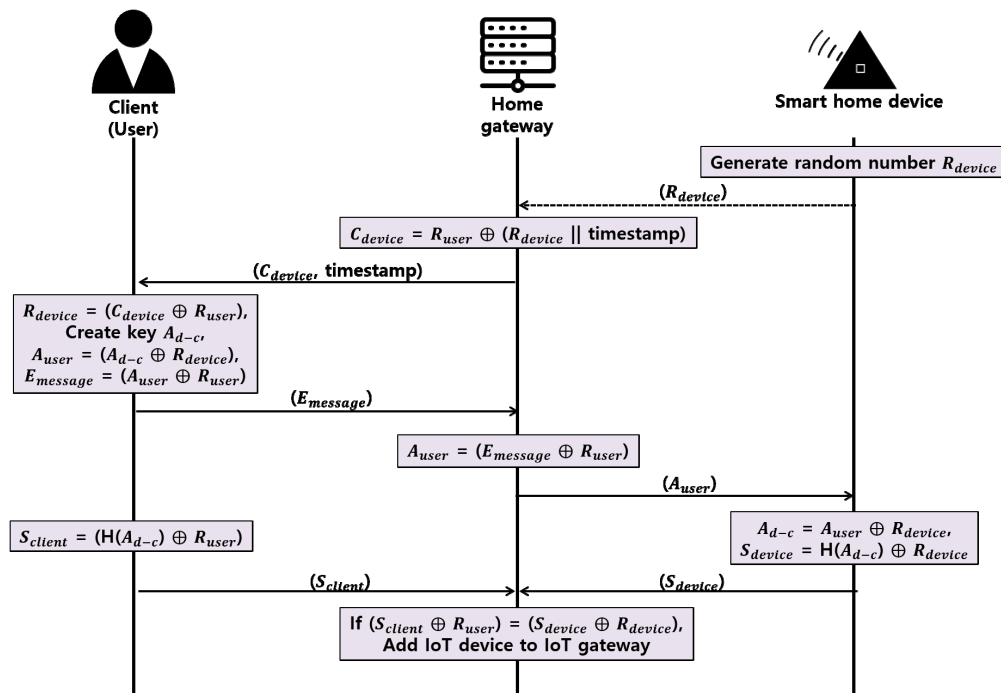 Client
(User)
Home
gateway
Smart home device
Generate random number R_device
(R_device)
C_device = R_user ⊕ (R_device || timestamp)
(C_device, timestamp)
R_device = (C_device ⊕ R_user),
Create key A_d−c,
A_user = (A_d−c ⊕ R_device),
E_message = (A_user ⊕ R_user)
(E_message)
A_user = (E_message ⊕ R_user)
(A_user)
S_client = (H(A_d−c) ⊕ R_user)
A_d−c = A_user ⊕ R_device,
S_device = H(A_d−c) ⊕ R_device
(S_client)
(S_device)
If (S_client ⊕ R_user) = (S_device ⊕ R_device),
Add IoT device to IoT gateway